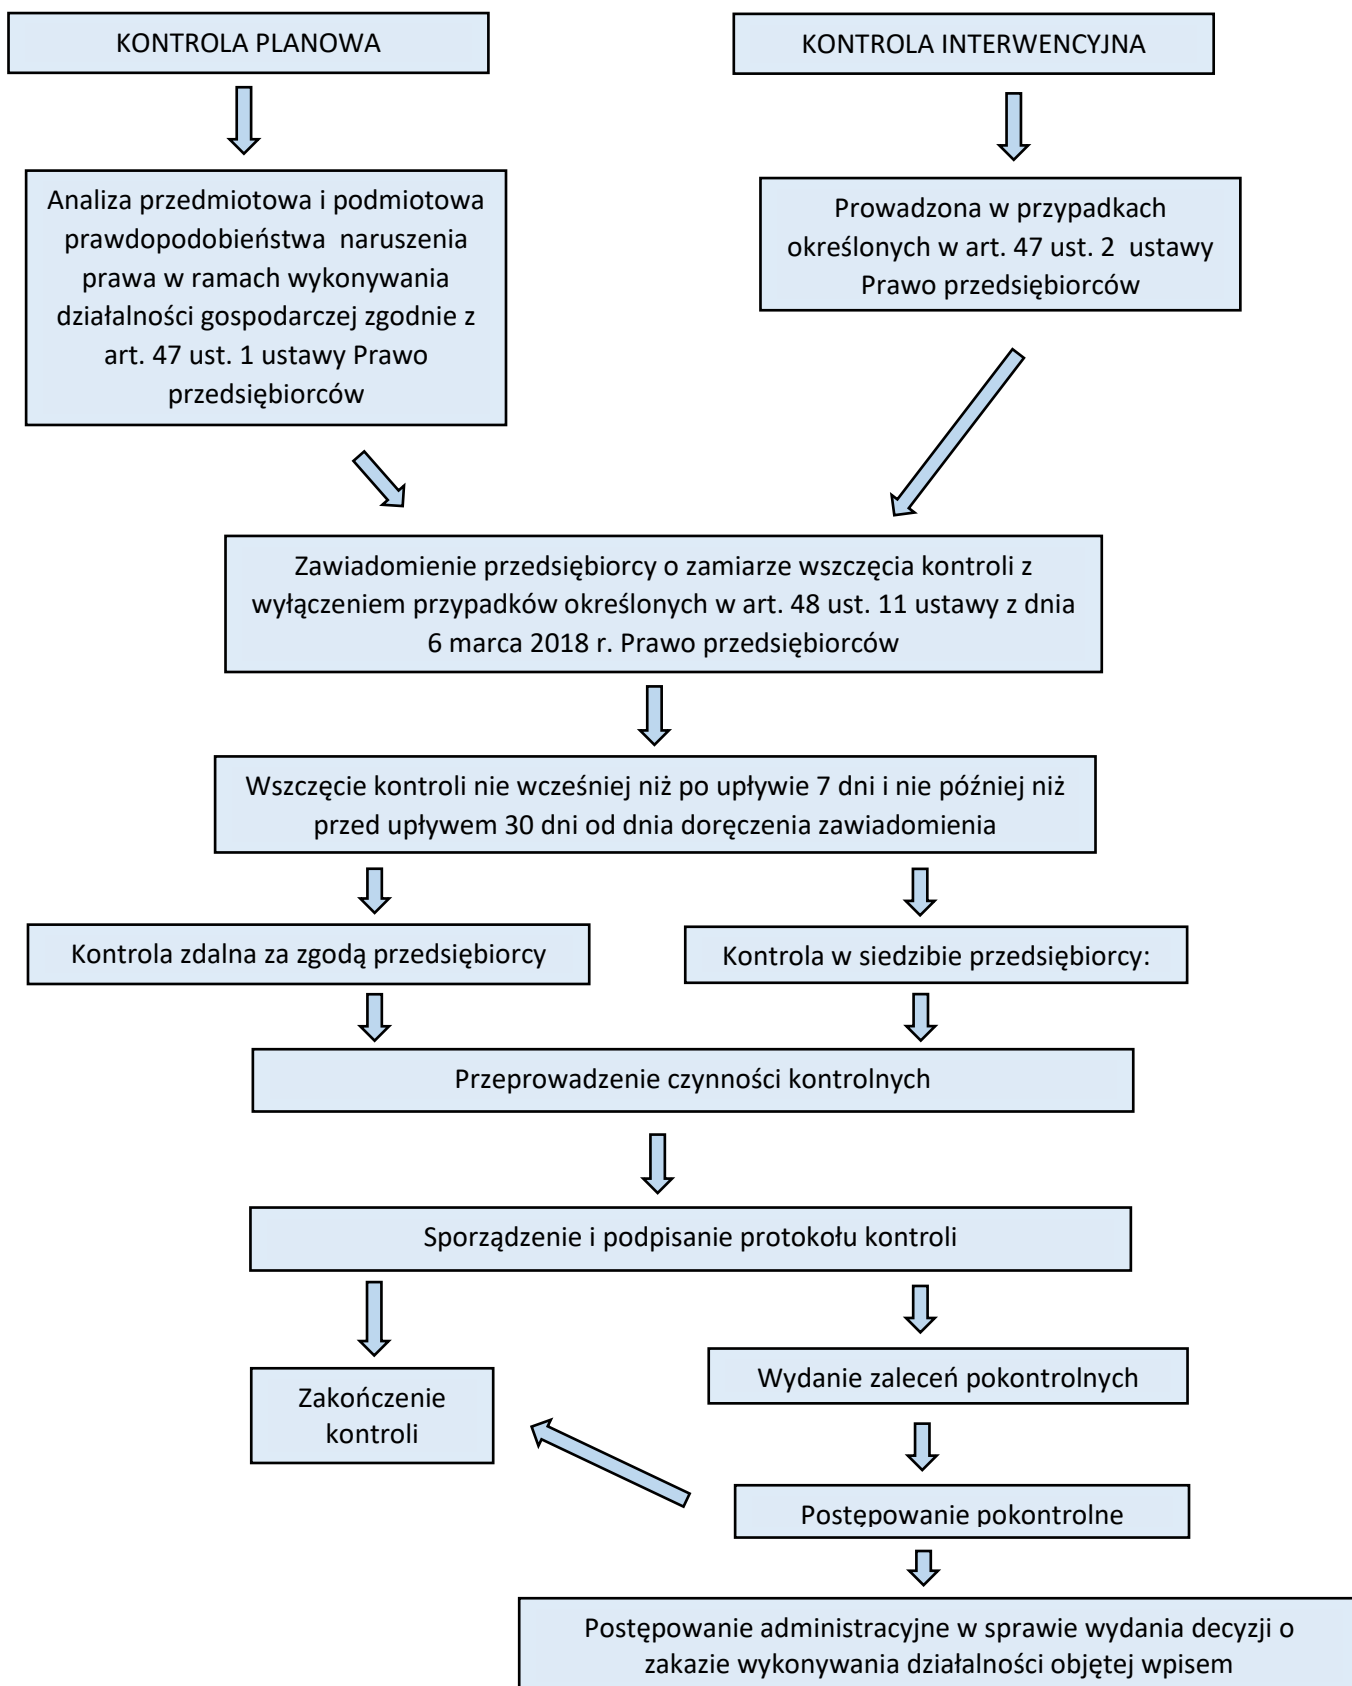 KONTROLA PLANOWA
KONTROLA INTERWENCYJNA
Analiza przedmiotowa i podmiotowa
prawdopodobieństwa naruszenia
prawa w ramach wykonywania
działalności gospodarczej zgodnie z
art. 47 ust. 1 ustawy Prawo
przedsiębiorców
Prowadzona w przypadkach
określonych w art. 47 ust. 2 ustawy
Prawo przedsiębiorców
Zawiadomienie przedsiębiorcy o zamiarze wszczęcia kontroli z
wyłączeniem przypadków określonych w art. 48 ust. 11 ustawy z dnia
6 marca 2018 r. Prawo przedsiębiorców
Wszczęcie kontroli nie wcześniej niż po upływie 7 dni i nie później niż
przed upływem 30 dni od dnia doręczenia zawiadomienia
Kontrola zdalna za zgodą przedsiębiorcy
Kontrola w siedzibie przedsiębiorcy:
Przeprowadzenie czynności kontrolnych
Sporządzenie i podpisanie protokołu kontroli
Zakończenie
kontroli
Wydanie zaleceń pokontrolnych
Postępowanie pokontrolne
Postępowanie administracyjne w sprawie wydania decyzji o
zakazie wykonywania działalności objętej wpisem